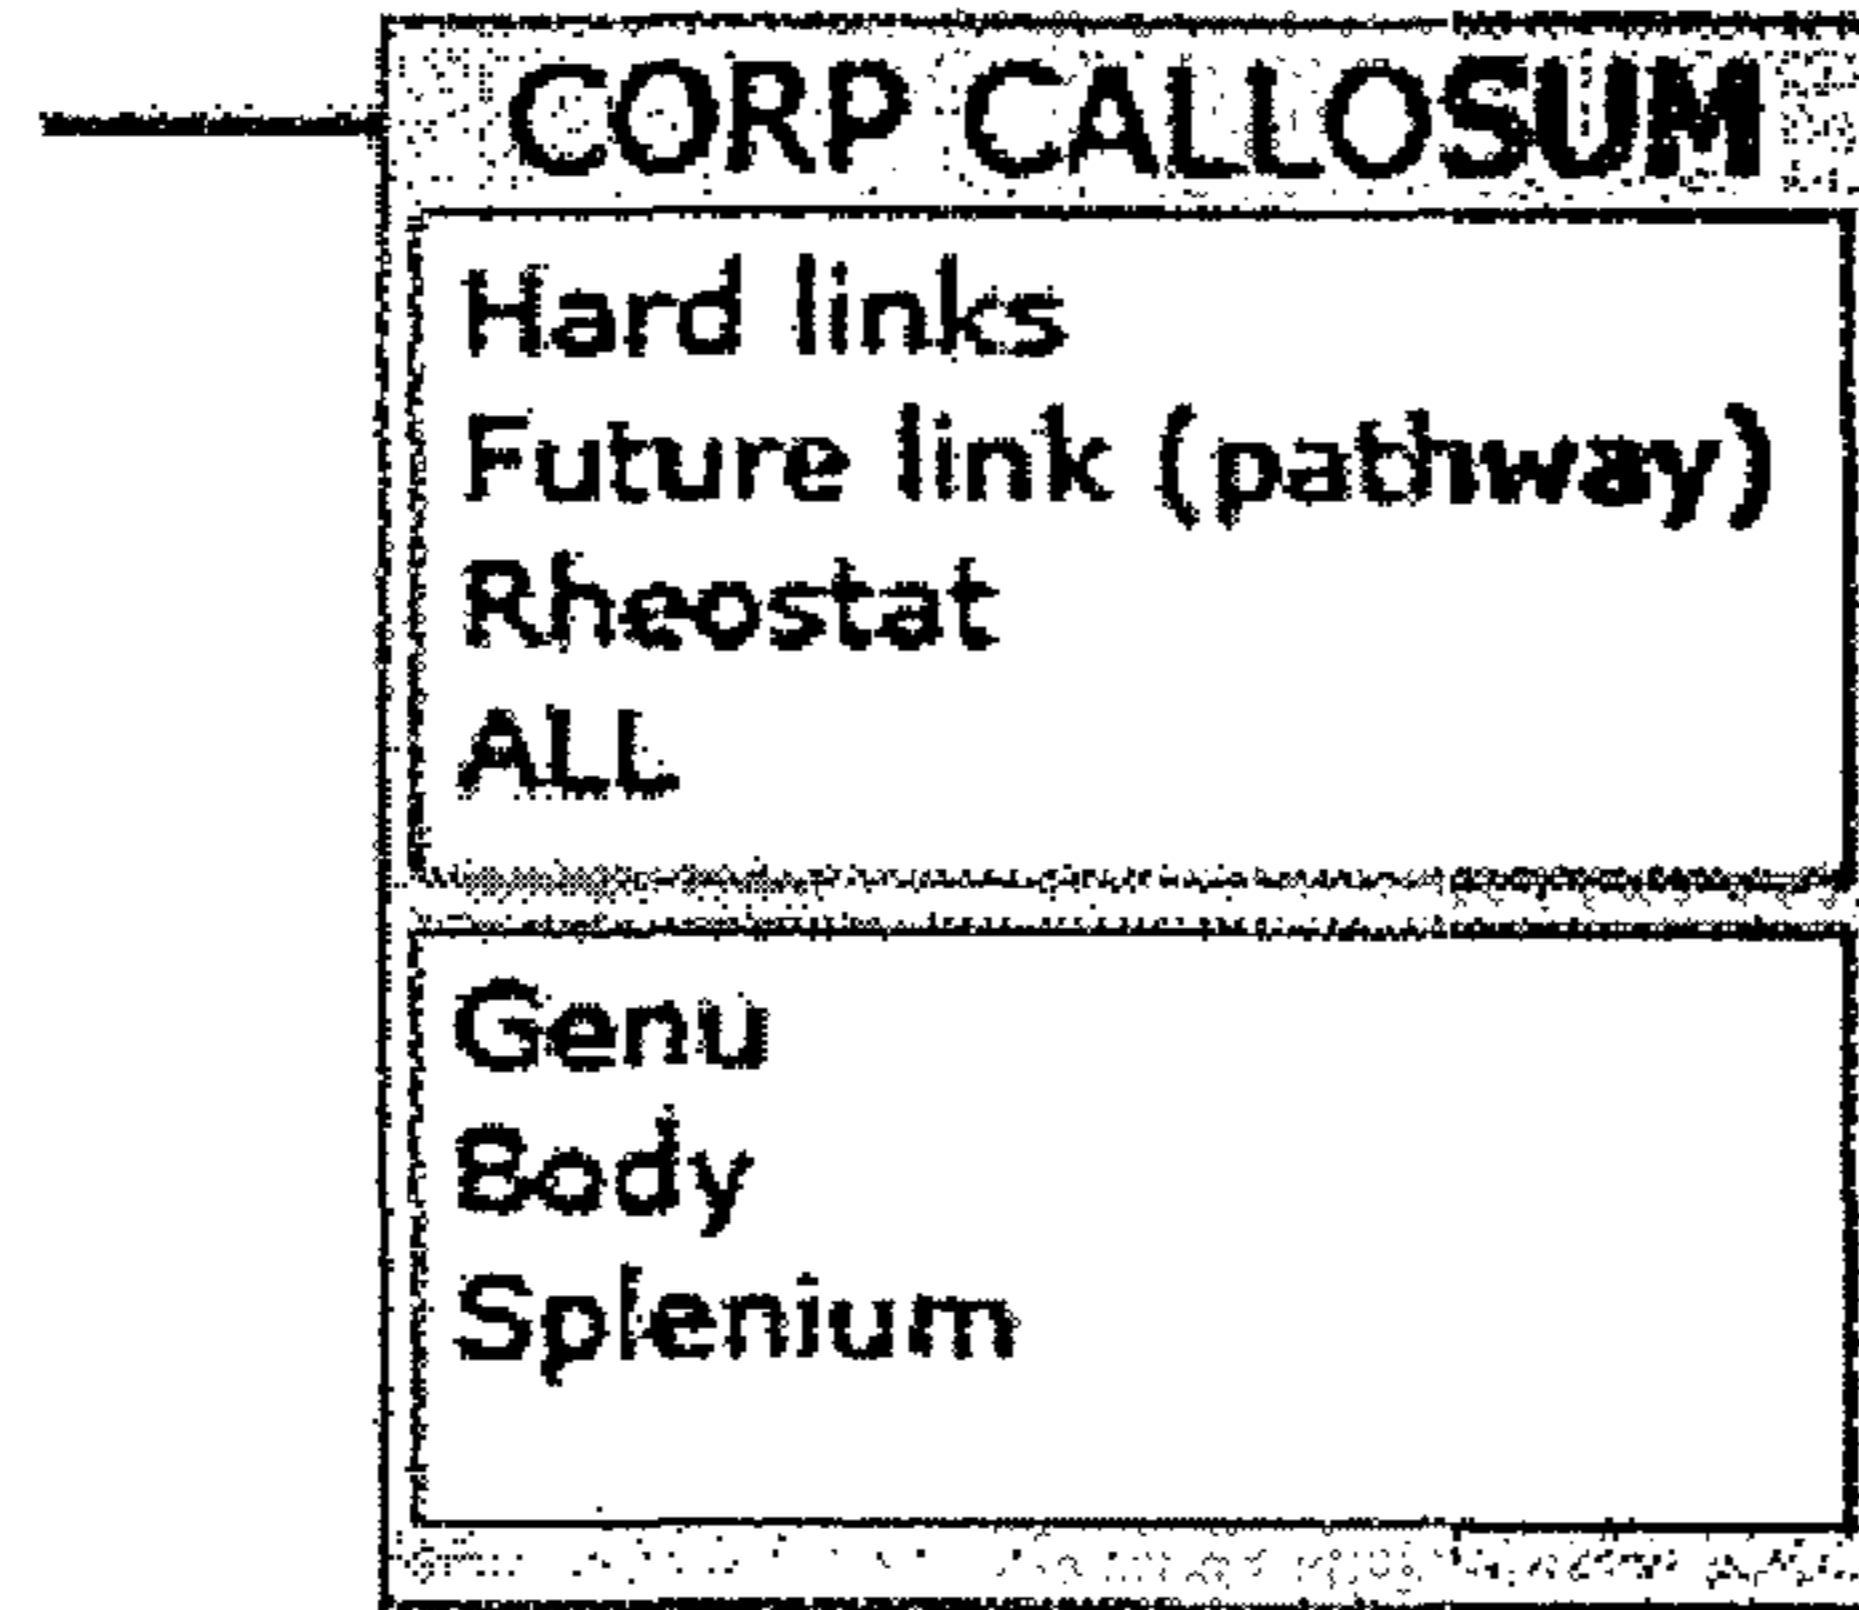 CORP CALLOSUM
Hard links
Future link (pathway)
Rheostat
ALL
Genu
Body
Splenium